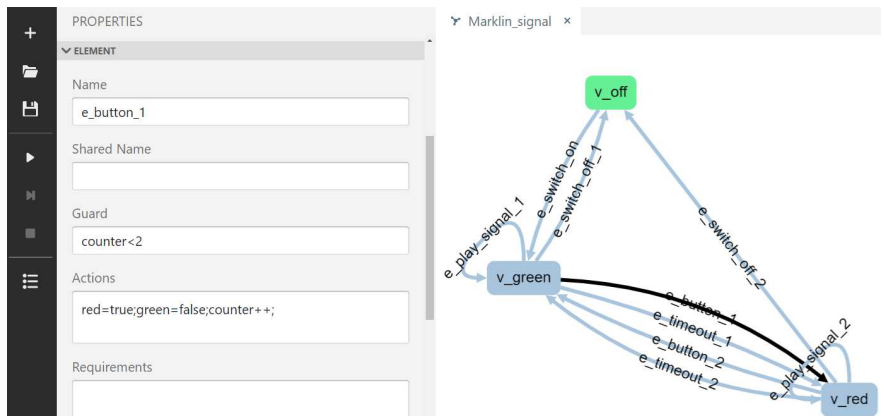 PROPERTIES
ELEMENT
Name
e_button_1
Shared Name
Guard
counter<2
Actions
red=true;green=false;counter++;
Requirements
Marklin_signal ×
v_off
e_switch_on
e_switch_off_1
e_play_signal_1
e_switch_off_2
v_green
e_button_1
e_timeout_1
e_button_2
e_timeout_2
e_play_signal_2
v_red